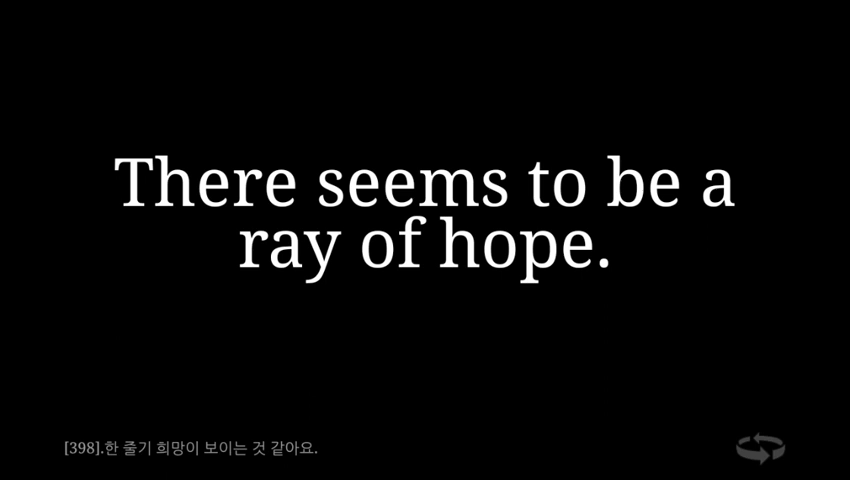 There seems to be a
ray of hope.
[398].한 줄기 희망이 보이는 것 같아요.